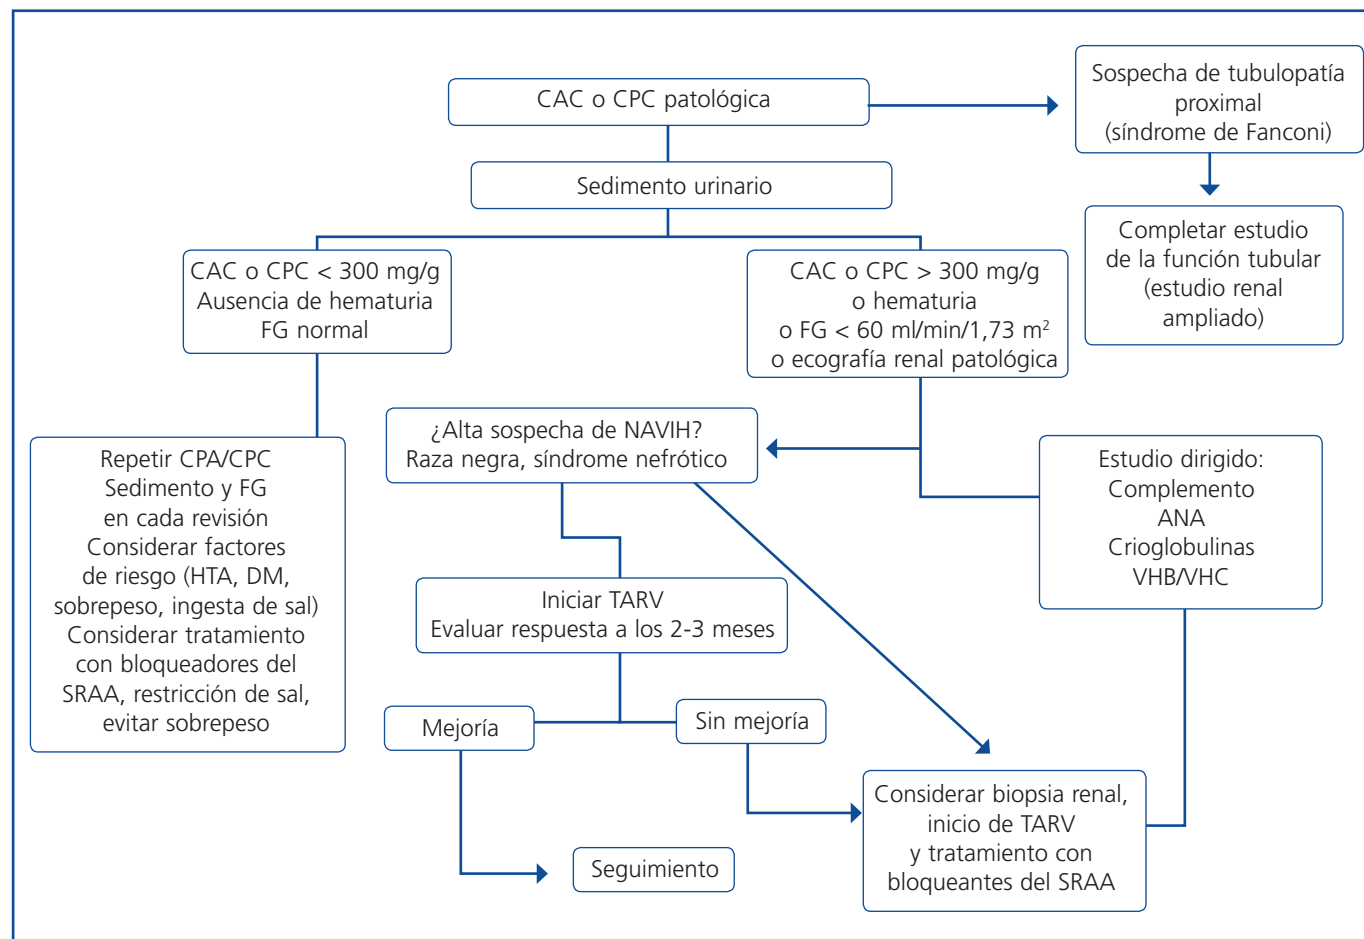 CAC o CPC patológica
Sospecha de tubulopatía
proximal
(síndrome de Fanconi)
Sedimento urinario
Completar estudio
de la función tubular
(estudio renal
ampliado)
CAC o CPC < 300 mg/g
Ausencia de hematuria
FG normal
CAC o CPC > 300 mg/g
o hematuria
o FG < 60 ml/min/1,73 m²
o ecografía renal patológica
Repetir CPA/CPC
Sedimento y FG
en cada revisión
Considerar factores
de riesgo (HTA, DM,
sobrepeso, ingesta de sal)
Considerar tratamiento
con bloqueadores del
SRAA, restricción de sal,
evitar sobrepeso
¿Alta sospecha de NAVIH?
Raza negra, síndrome nefrótico
Estudio dirigido:
Complemento
ANA
Crioglobulinas
VHB/VHC
Iniciar TARV
Evaluar respuesta a los 2-3 meses
Mejoría
Sin mejoría
Considerar biopsia renal,
inicio de TARV
y tratamiento con
bloqueantes del SRAA
Seguimiento